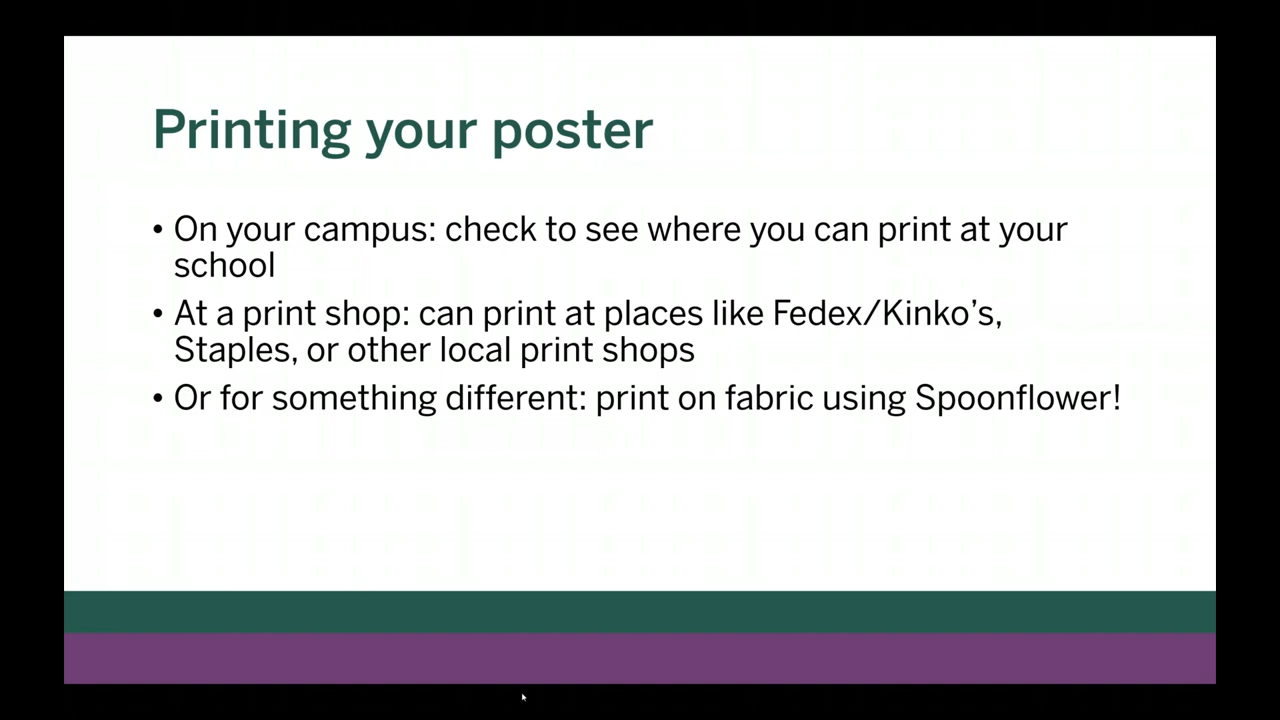 Printing your poster
• On your campus: check to see where you can print at your
school
• At a print shop: can print at places like Fedex/Kinko’s,
Staples, or other local print shops
• Or for something different: print on fabric using Spoonflower!